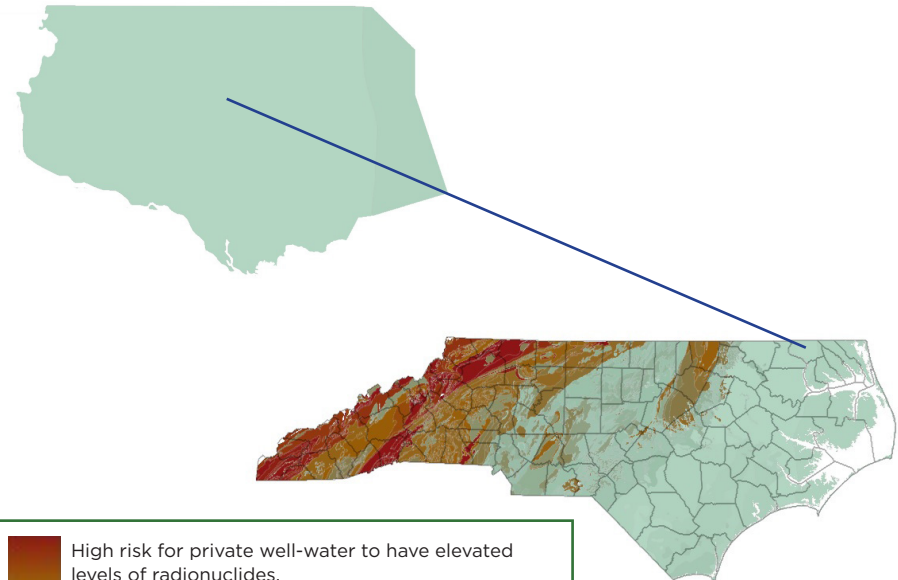 High risk for private well-water to have elevated
levels of radionuclides.